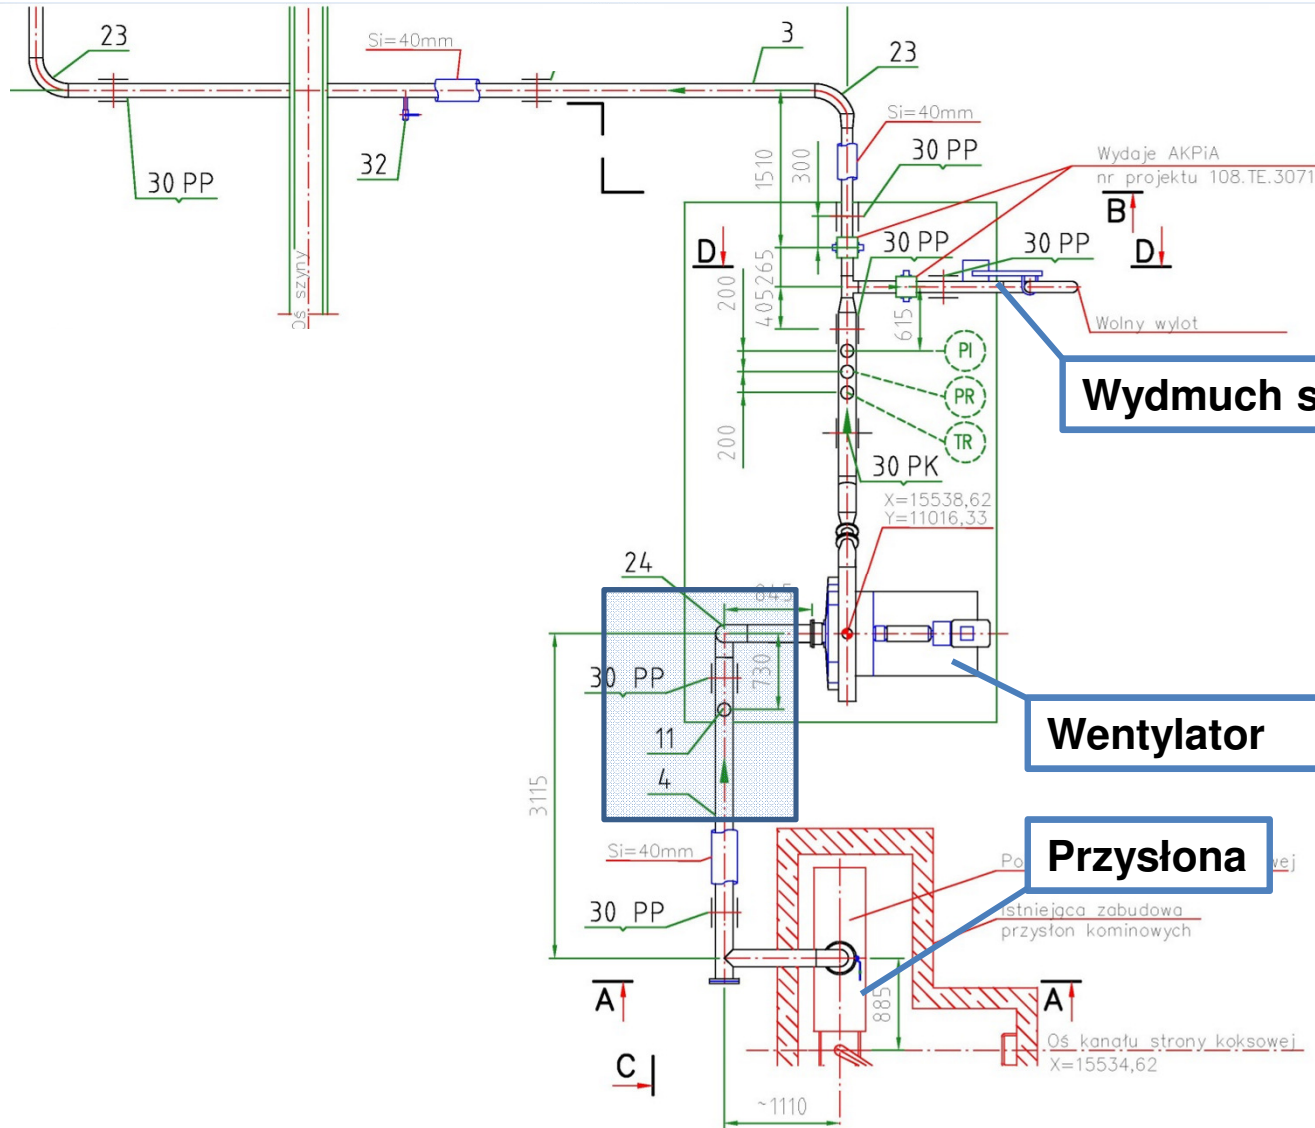 23
Si=40mm
3
23
Si=40mm
30 PP
32
30 PP
1510
300
Wydaje AKPiA
nr projektu 108.TE.3071
B
D
30 PP
30 PP
D
Oś szyny
200
405
265
615
Wolny wylot
PI
PR
TR
Wydmuch s
200
30 PK
X=15538,62
Y=11016,33
24
845
30 PP
730
11
4
Wentylator
3115
Si=40mm
Przysłona
Po
wej
30 PP
Istniejąca zabudowa
przysłon kominowych
A
885
A
Oś kanału strony koksowej
X=15534,62
C
~1110